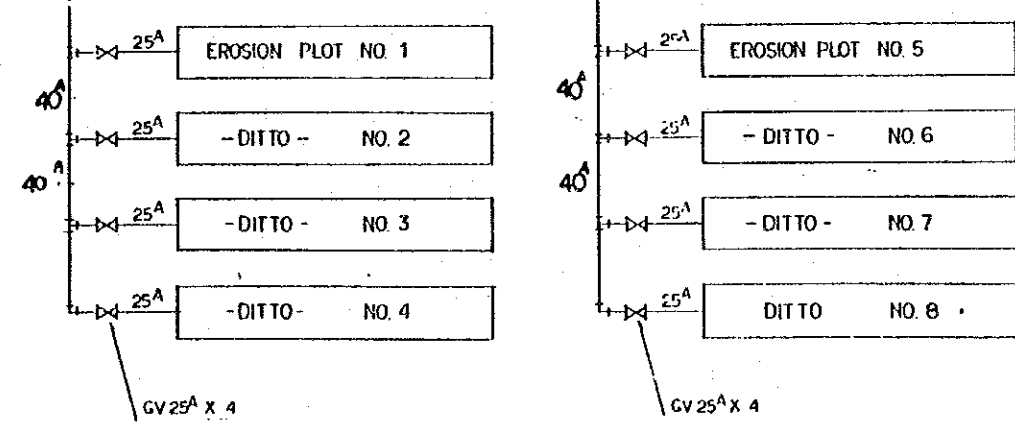 25A EROSION PLOT NO. 1
40A
25A -DITTO- NO. 2
40A
25A -DITTO- NO. 3
25A -DITTO- NO. 4
GV 25A X 4
25A EROSION PLOT NO. 5
40A
25A -DITTO- NO. 6
40A
25A -DITTO- NO. 7
25A DITTO NO. 8
GV 25A X 4